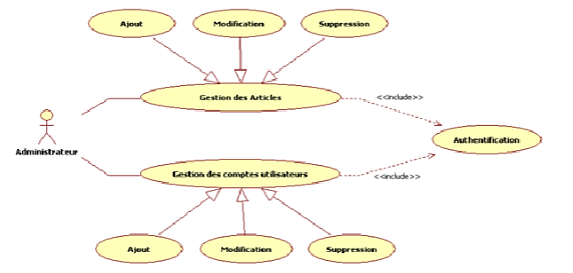 Ajout Modification Suppression
Gestion des Articles
<<include>>
Administrateur
Authentification
Gestion des comptes utilisateurs
<<include>>
Ajout Modification Suppression